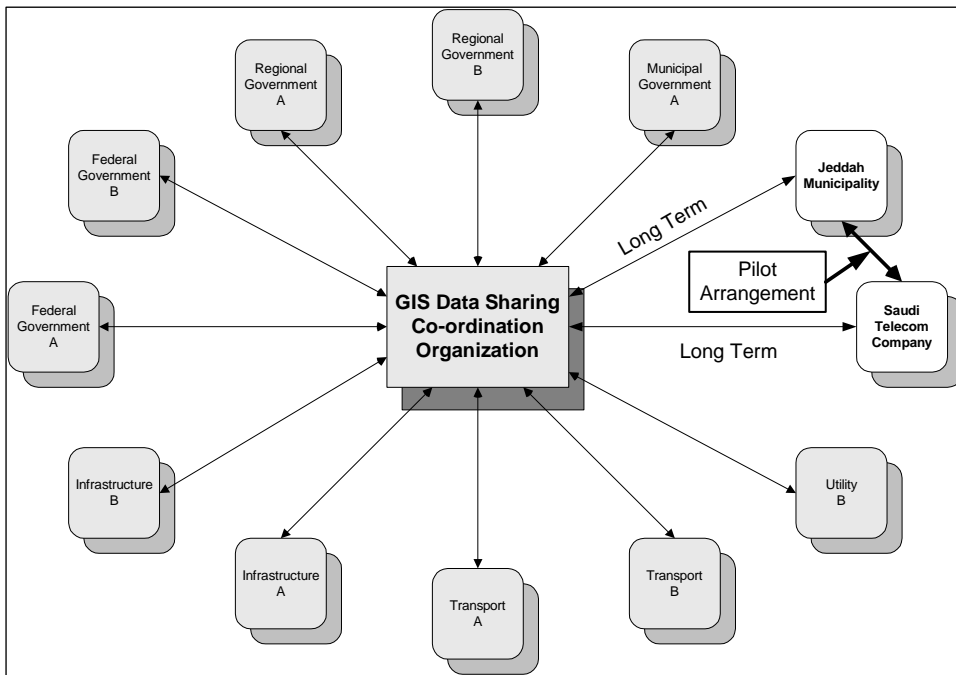 Regional
Government
A
Regional
Government
B
Municipal
Government
A
Federal
Government
B
Jeddah
Municipality
Long Term
Pilot
Arrangement
GIS Data Sharing
Co-ordination
Organization
Federal
Government
A
Saudi
Telecom
Company
Long Term
Infrastructure
B
Utility
B
Infrastructure
A
Transport
A
Transport
B